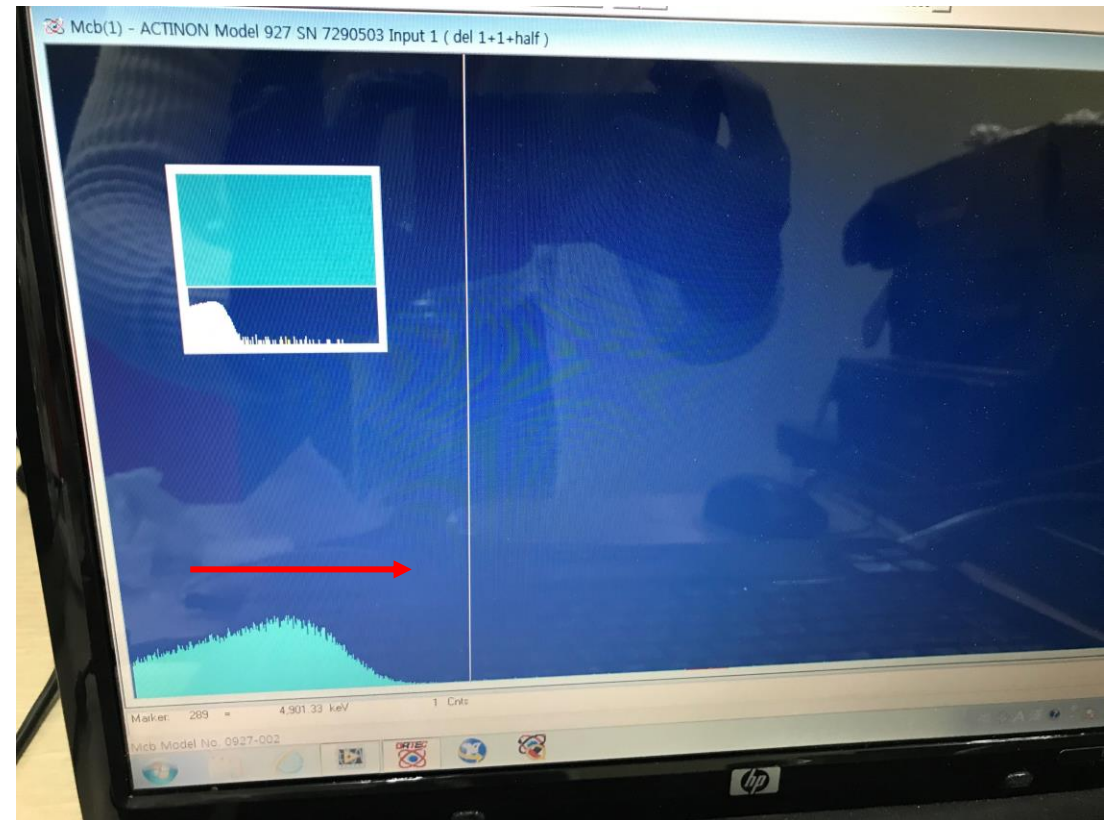 Mcb(1) - ACTINON Model 927 SN 7290503 Input 1 ( del 1+1+half )
Marker: 289 = 4,901.33 keV 1 Cnts
Mcb Model No. 0927-002
ORTEC
hp